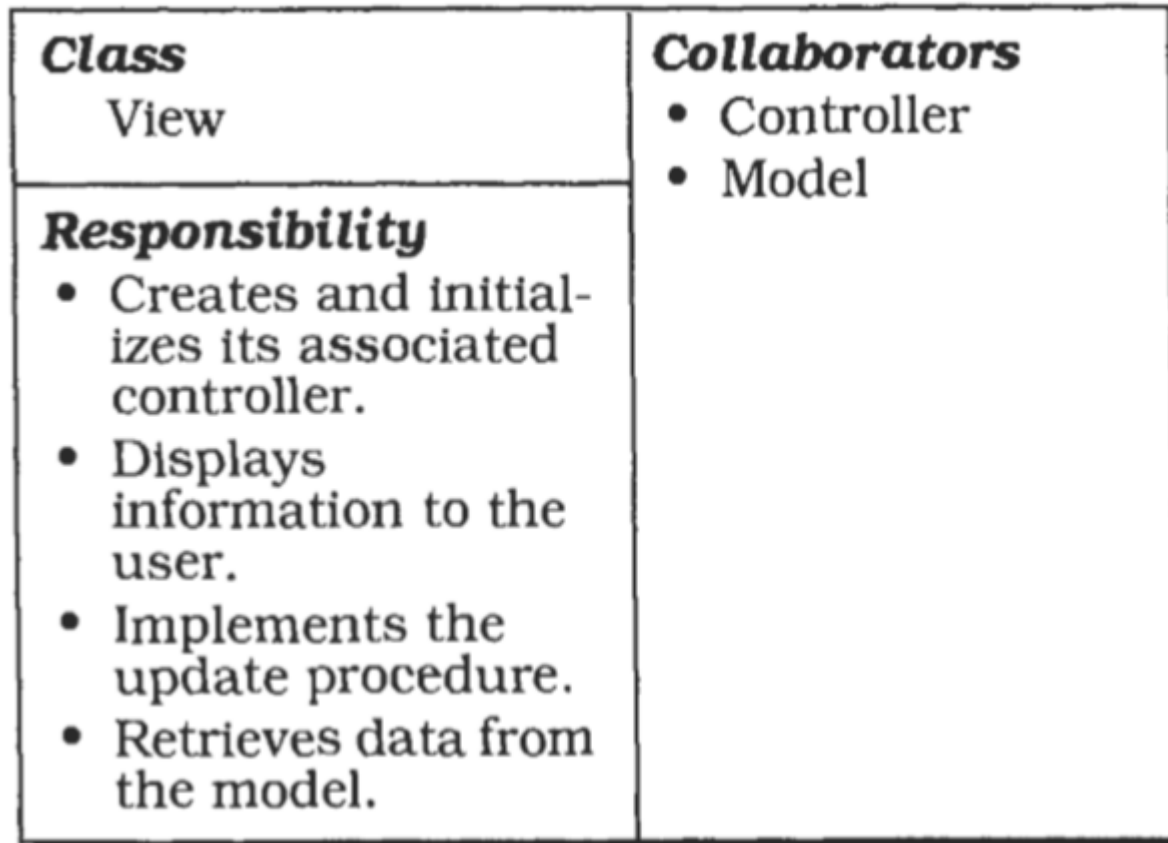 Class
View
Responsibility
• Creates and initial-
izes its associated
controller.
• Displays
information to the
user.
• Implements the
update procedure.
• Retrieves data from
the model.
Collaborators
• Controller
• Model